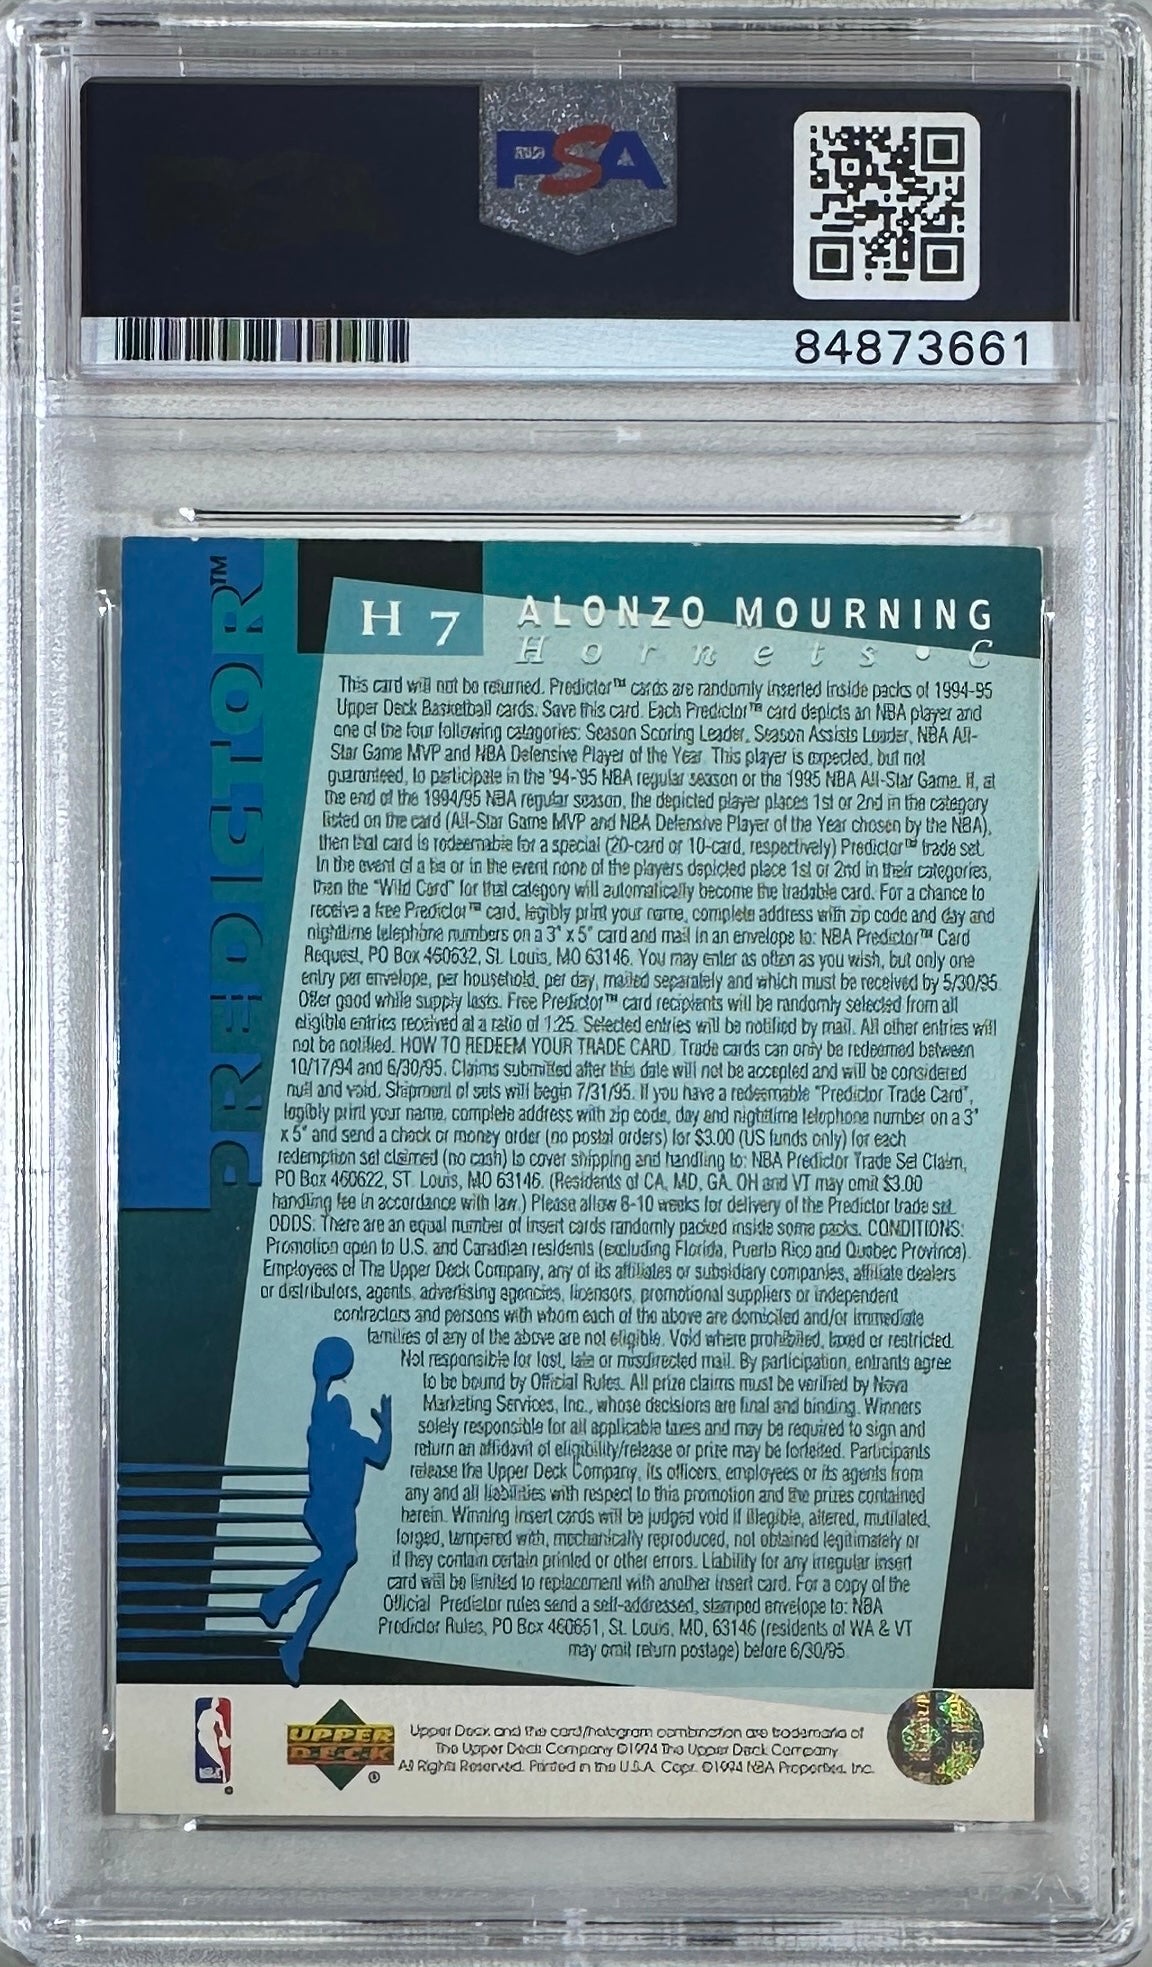 PSA
84873661
PREDICTOR™
H 7
ALONZO MOURNING
Hornets • C
This card will not be returned. Predictor™ cards are randomly inserted inside packs of 1994-95
Upper Deck Basketball cards. Save this card. Each Predictor™ card depicts an NBA player and
one of the four following catagories: Season Scoring Leader, Season Assists Leader, NBA All-
Star Game MVP and NBA Defensive Player of the Year. This player is expected, but not
guaranteed, to participate in the '94-'95 NBA regular season or the 1995 NBA All-Star Game. If, at
the end of the 1994/95 NBA regular season, the depicted player places 1st or 2nd in the category
listed on the card (All-Star Game MVP and NBA Defensive Player of the Year chosen by the NBA),
then that card is redeemable for a special (20-card or 10-card, respectively) Predictor™ trade set.
In the event of a tie or in the event none of the players depicted place 1st or 2nd in their categories,
then the "Wild Card" for that category will automatically become the tradable card. For a chance to
receive a free Predictor™ card, legibly print your name, complete address with zip code and day and
nighttime telephone numbers on a 3" x 5" card and mail in an envelope to: NBA Predictor™ Card
Request, PO Box 460632, St. Louis, MO 63146. You may enter as often as you wish, but only one
entry per envelope, per household, per day, mailed separately and which must be received by 5/30/95.
Offer good while supply lasts. Free Predictor™ card recipients will be randomly selected from all
eligible entries received at a ratio of 1:25. Selected entries will be notified by mail. All other entries will
not be notified. HOW TO REDEEM YOUR TRADE CARD. Trade cards can only be redeemed between
10/17/94 and 6/30/95. Claims submitted after this date will not be accepted and will be considered
null and void. Shipment of sets will begin 7/31/95. If you have a redeemable "Predictor Trade Card",
legibly print your name, complete address with zip code, day and nighttime telephone number on a 3"
x 5" and send a check or money order (no postal orders) for $3.00 (US funds only) for each
redemption set claimed (no cash) to cover shipping and handling to: NBA Predictor Trade Set Claim,
PO Box 460622, ST. Louis, MO 63146. (Residents of CA, MD, GA, OH and VT may omit $3.00
handling fee in accordance with law.) Please allow 8-10 weeks for delivery of the Predictor trade set.
ODDS: There are an equal number of insert cards randomly packed inside some packs. CONDITIONS:
Promotion open to U.S. and Canadian residents (excluding Florida, Puerto Rico and Quebec Province).
Employees of The Upper Deck Company, any of its affiliates or subsidiary companies, affiliate dealers
or distributors, agents, advertising agencies, licensors, promotional suppliers or independent
contractors and persons with whom each of the above are domiciled and/or immediate
families of any of the above are not eligible. Void where prohibited, taxed or restricted.
Not responsible for lost, late or misdirected mail. By participation, entrants agree
to be bound by Official Rules. All prize claims must be verified by Nova
Marketing Services, Inc., whose decisions are final and binding. Winners
solely responsible for all applicable taxes and may be required to sign and
return an affidavit of eligibility/release or prize may be forfeited. Participants
release the Upper Deck Company, its officers, employees or its agents from
any and all liabilities with respect to this promotion and the prizes contained
herein. Winning insert cards will be judged void if illegible, altered, mutilated,
forged, tampered with, mechanically reproduced, not obtained legitimately or
if they contain certain printed or other errors. Liability for any irregular insert
card will be limited to replacement with another insert card. For a copy of the
Official Predictor rules send a self-addressed, stamped envelope to: NBA
Predictor Rules, PO Box 460651, St. Louis, MO, 63146 (residents of WA & VT
may omit return postage) before 6/30/95.
UPPER
DECK
®
Upper Deck and the card/hologram combination are trademarks of
The Upper Deck Company ©1994 The Upper Deck Company
All Rights Reserved. Printed in the U.S.A. Copr. ©1994 NBA Properties, Inc.